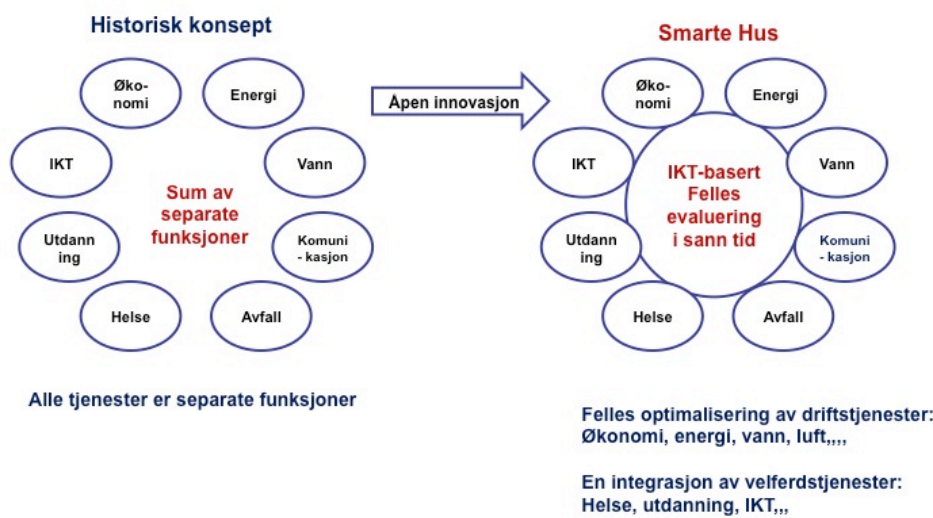 Historisk konsept
Øko-
nomi
Energi
IKT
Vann
Sum av
separate
funksjoner
Utdann
ing
Komuni
- kasjon
Helse
Avfall
Alle tjenester er separate funksjoner
Åpen innovasjon
Smarte Hus
Øko-
nomi
Energi
IKT
Vann
IKT-basert
Felles
evaluering
i sann tid
Utdann
ing
Komuni
- kasjon
Helse
Avfall
Felles optimalisering av driftstjenester:
Økonomi, energi, vann, luft,,,,
En integrasjon av velferdstjenester:
Helse, utdanning, IKT,,,